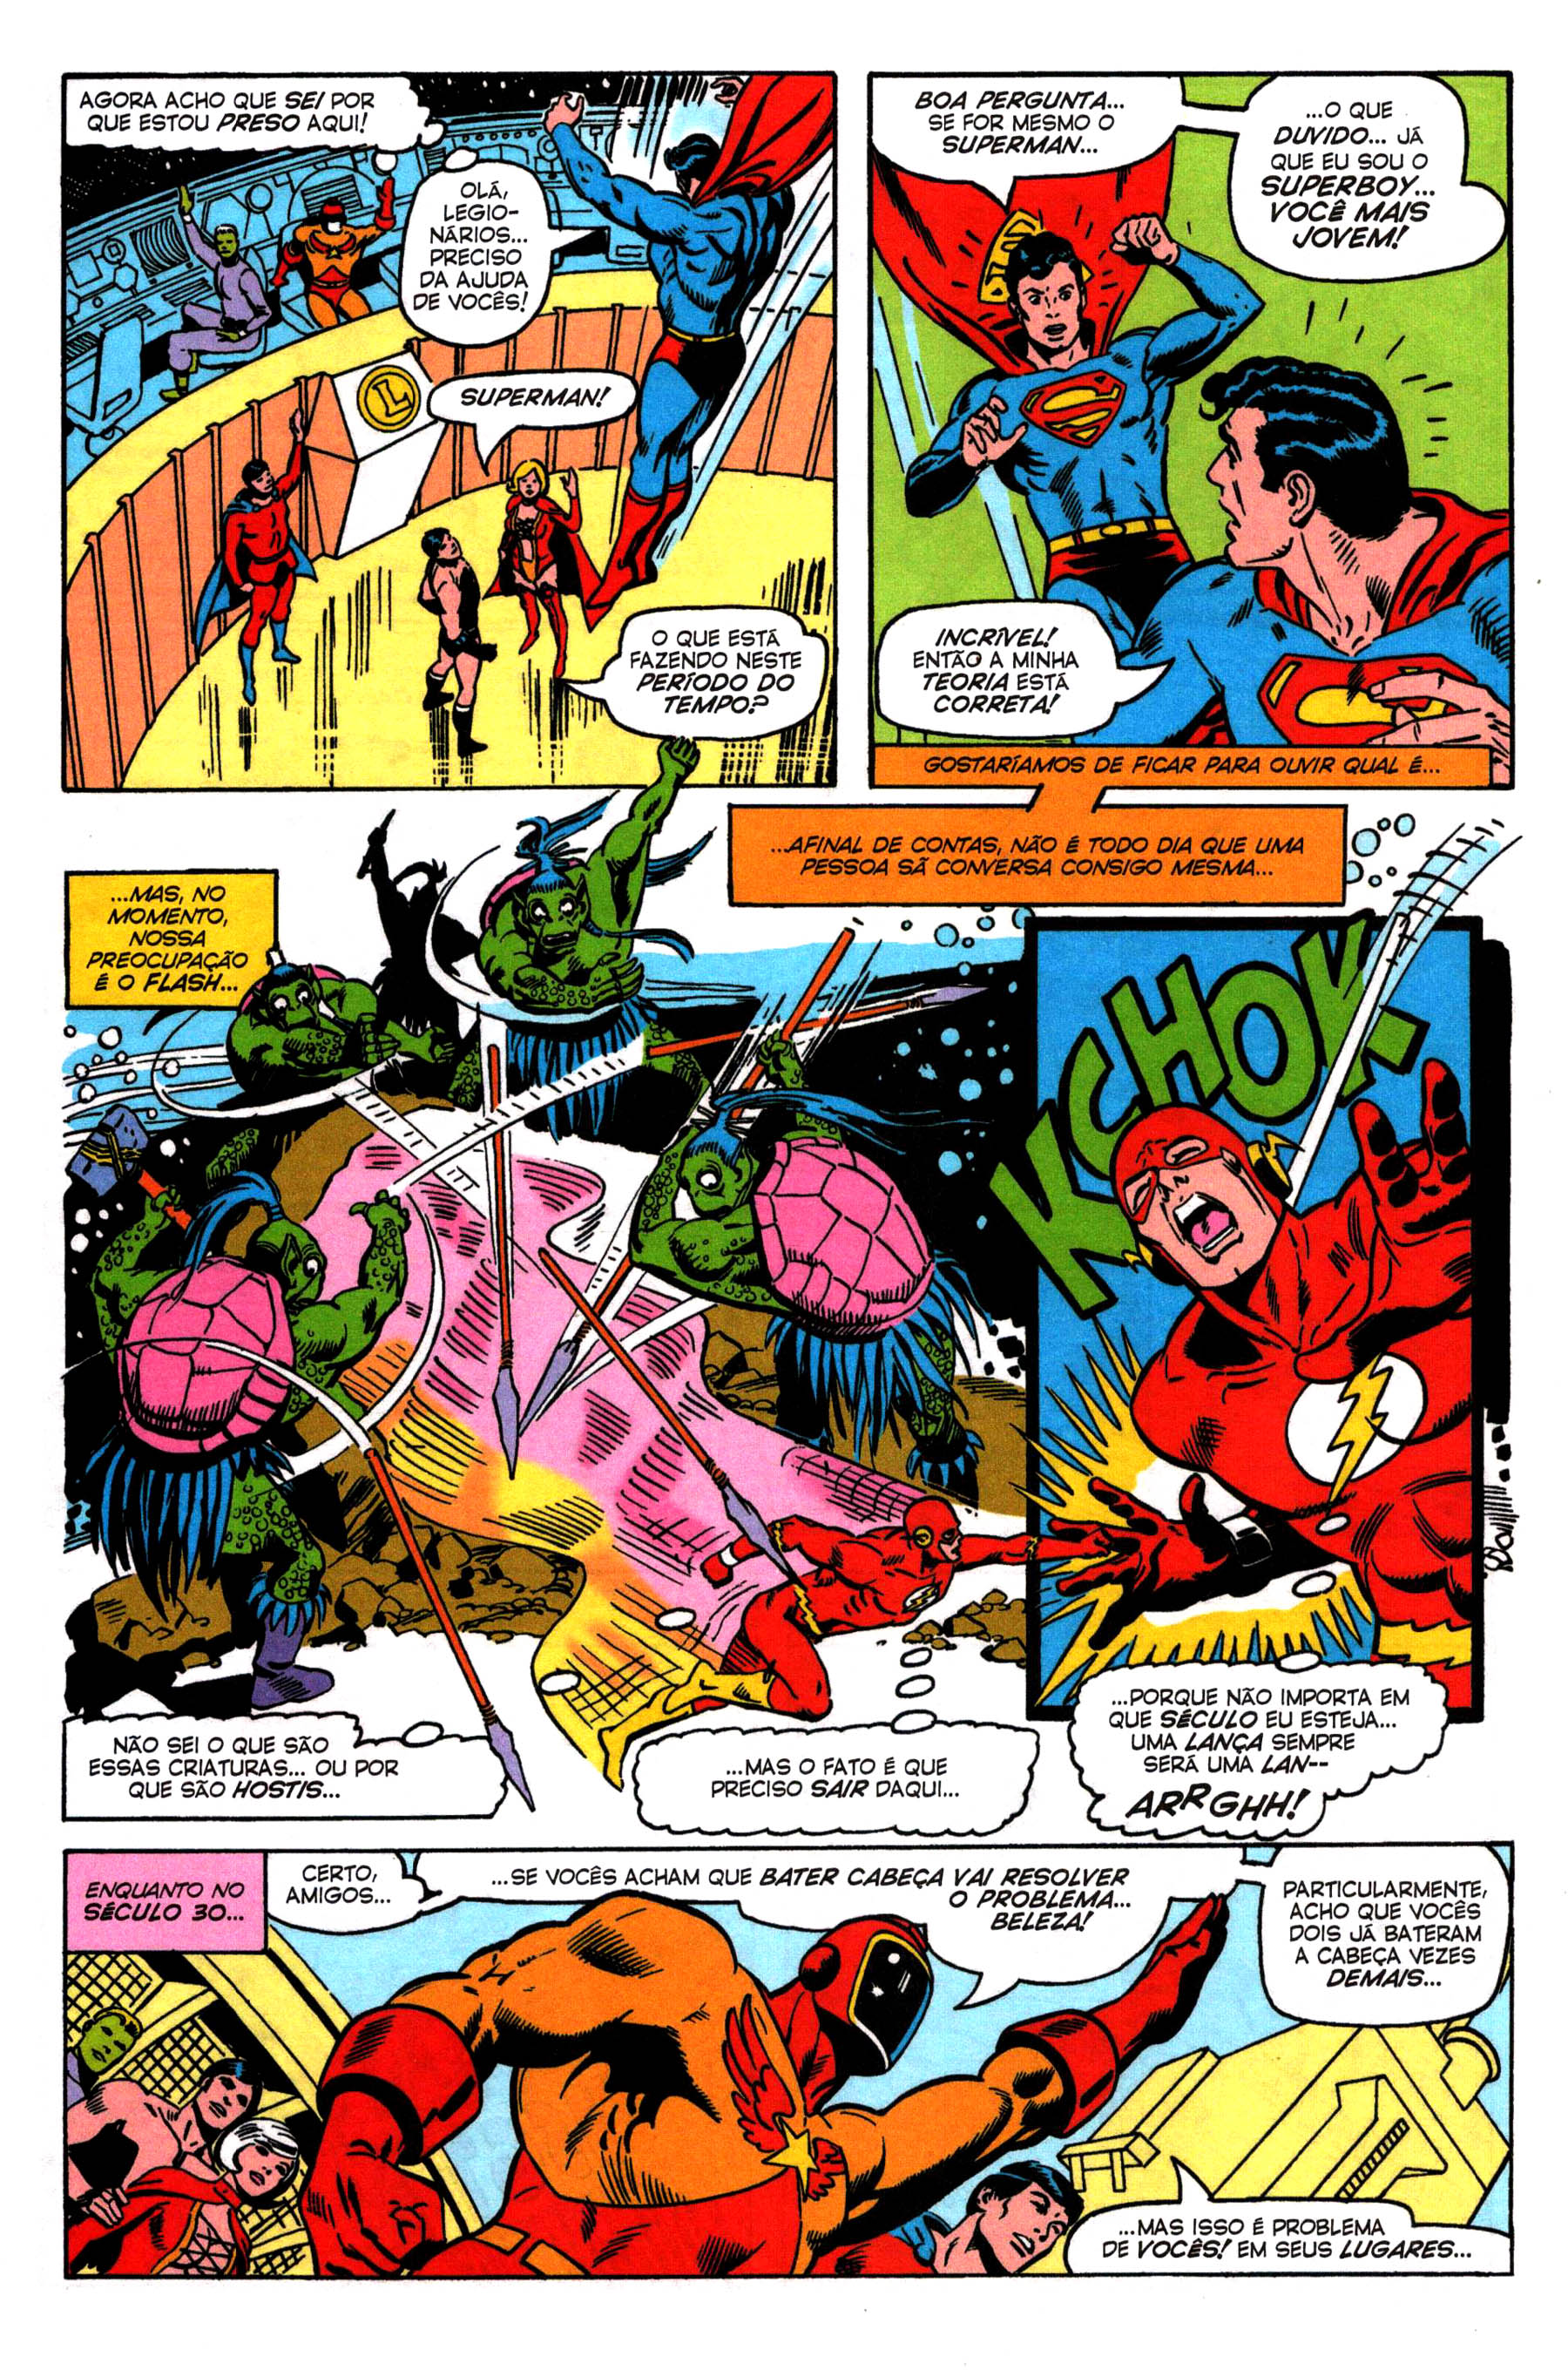 AGORA ACHO QUE SEI POR
QUE ESTOU PRESO AQUI!
OLÁ,
LEGIO-
NÁRIOS...
PRECISO
DA AJUDA
DE VOCÊS!
L
SUPERMAN!
O QUE ESTÁ
FAZENDO NESTE
PERÍODO DO
TEMPO?
BOA PERGUNTA...
SE FOR MESMO O
SUPERMAN...
...O QUE
DUVIDO... JÁ
QUE EU SOU O
SUPERBOY...
VOCÊ MAIS
JOVEM!
S
INCRÍVEL!
ENTÃO A MINHA
TEORIA ESTÁ
CORRETA!
GOSTARÍAMOS DE FICAR PARA OUVIR QUAL É...
...AFINAL DE CONTAS, NÃO É TODO DIA QUE UMA
PESSOA SÃ CONVERSA CONSIGO MESMA...
...MAS, NO
MOMENTO,
NOSSA
PREOCUPAÇÃO
É O FLASH...
KCHOK
NÃO SEI O QUE SÃO
ESSAS CRIATURAS... OU POR
QUE SÃO HOSTIS...
...MAS O FATO É QUE
PRECISO SAIR DAQUI...
...PORQUE NÃO IMPORTA EM
QUE SÉCULO EU ESTEJA...
UMA LANÇA SEMPRE
SERÁ UMA LAN--
ARRGHH!
ENQUANTO NO
SÉCULO 30...
CERTO,
AMIGOS...
...SE VOCÊS ACHAM QUE BATER CABEÇA VAI RESOLVER
O PROBLEMA...
BELEZA!
PARTICULARMENTE,
ACHO QUE VOCÊS
DOIS JÁ BATERAM
A CABEÇA VEZES
DEMAIS...
...MAS ISSO É PROBLEMA
DE VOCÊS! EM SEUS LUGARES...